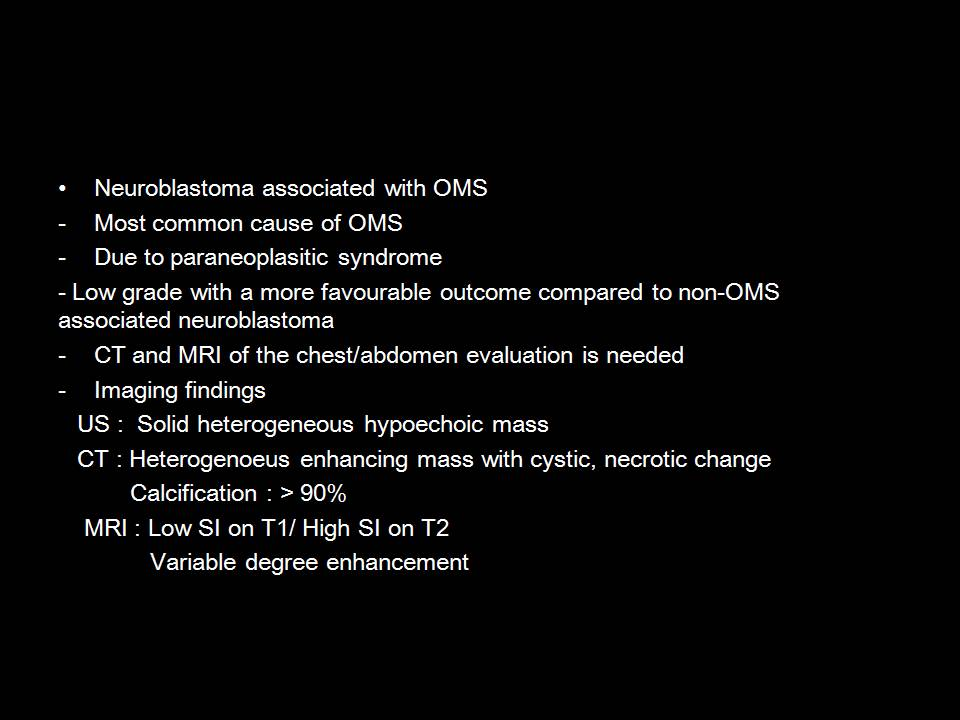 • Neuroblastoma associated with OMS
- Most common cause of OMS
- Due to paraneoplasitic syndrome
- Low grade with a more favourable outcome compared to non-OMS
associated neuroblastoma
- CT and MRI of the chest/abdomen evaluation is needed
- Imaging findings
US : Solid heterogeneous hypoechoic mass
CT : Heterogenoeus enhancing mass with cystic, necrotic change
Calcification : > 90%
MRI : Low SI on T1/ High SI on T2
Variable degree enhancement